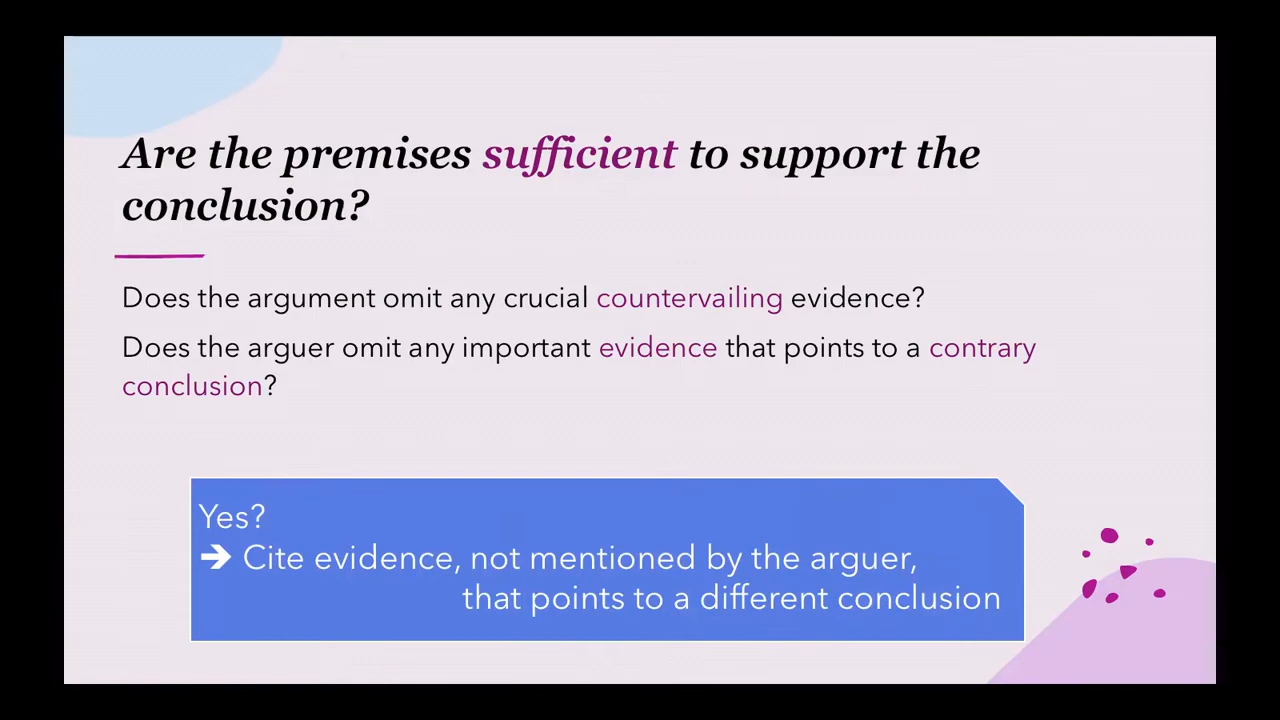 Are the premises sufficient to support the
conclusion?
Does the argument omit any crucial countervailing evidence?
Does the arguer omit any important evidence that points to a contrary
conclusion?
Yes?
➔ Cite evidence, not mentioned by the arguer,
that points to a different conclusion